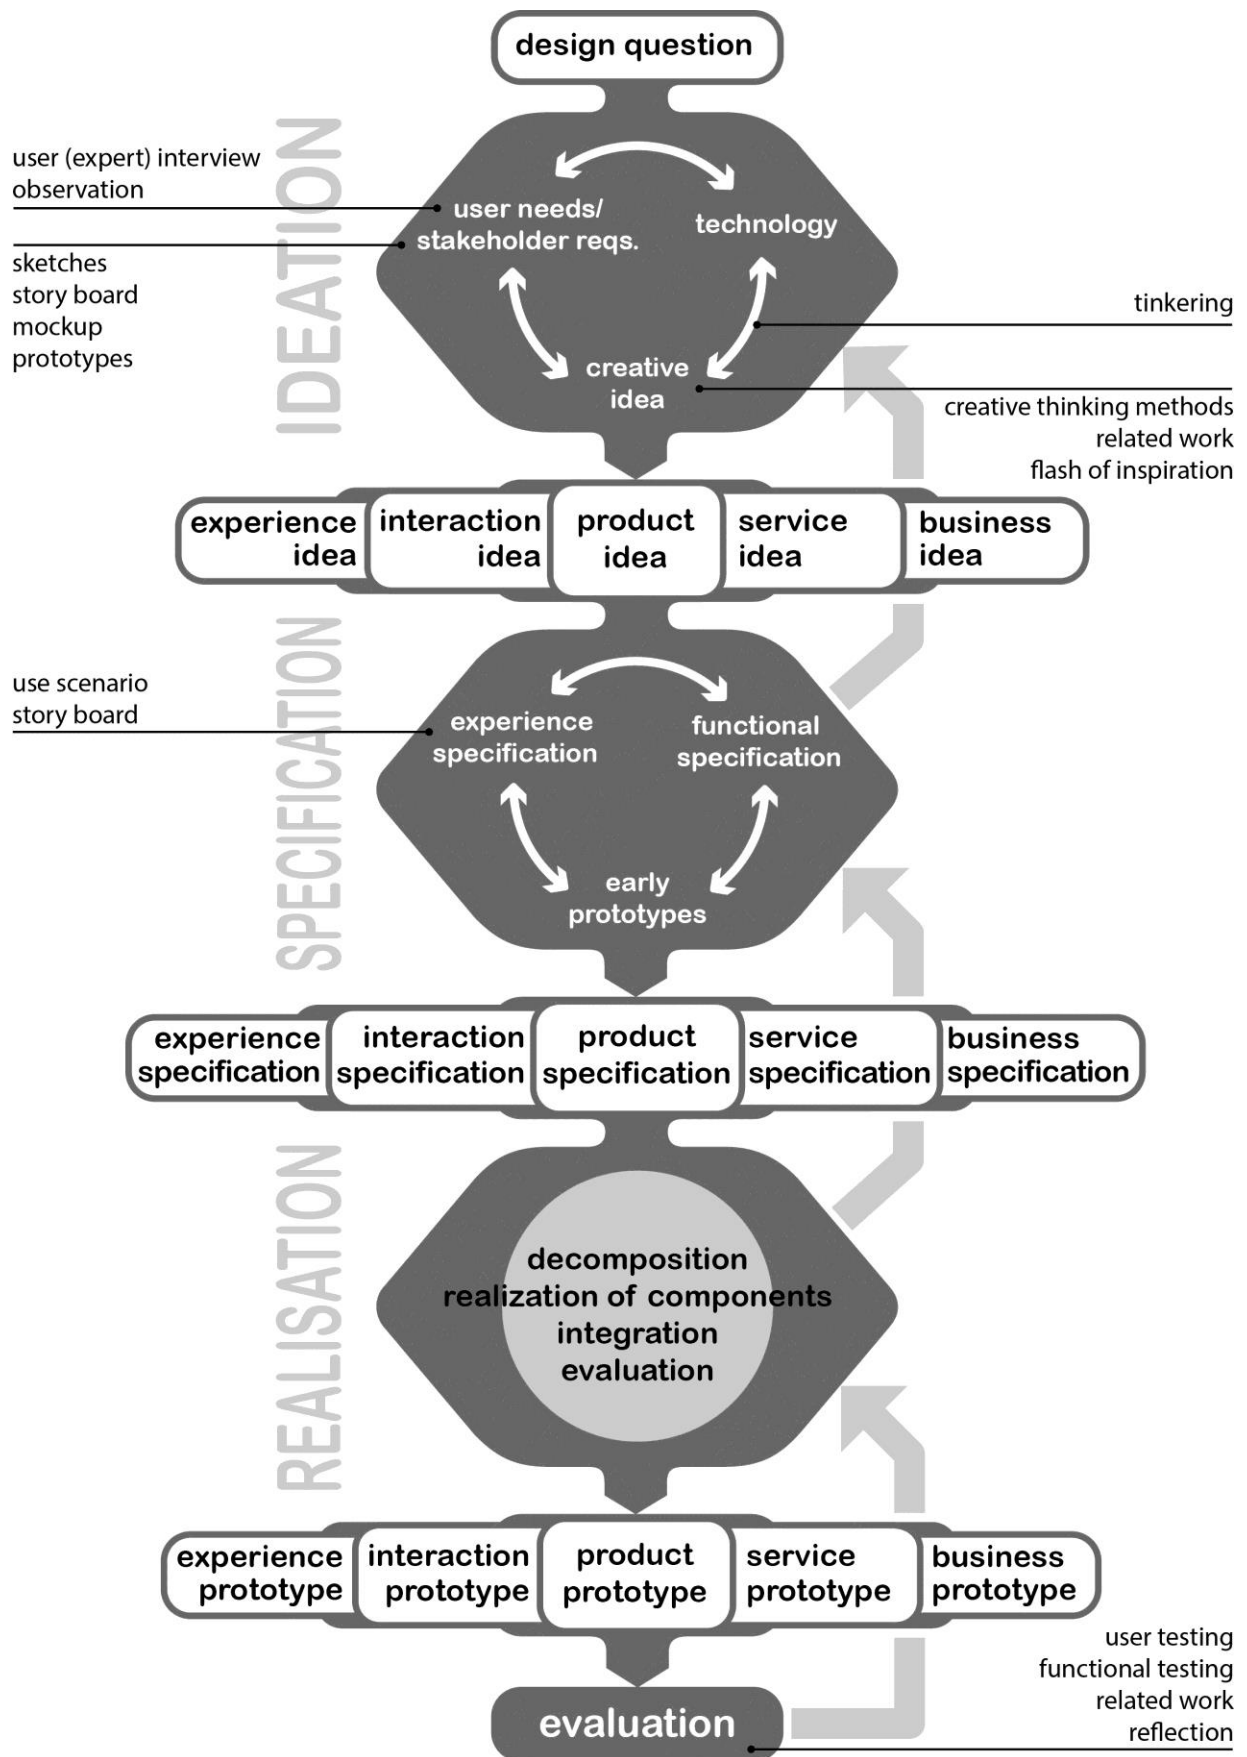 design question
IDEATION
user (expert) interview
observation
sketches
story board
mockup
prototypes
user needs/
stakeholder reqs.
technology
creative
idea
tinkering
creative thinking methods
related work
flash of inspiration
experience
idea
interaction
idea
product
idea
service
idea
business
idea
SPECIFICATION
use scenario
story board
experience
specification
functional
specification
early
prototypes
experience
specification
interaction
specification
product
specification
service
specification
business
specification
REALISATION
decomposition
realization of components
integration
evaluation
experience
prototype
interaction
prototype
product
prototype
service
prototype
business
prototype
evaluation
user testing
functional testing
related work
reflection